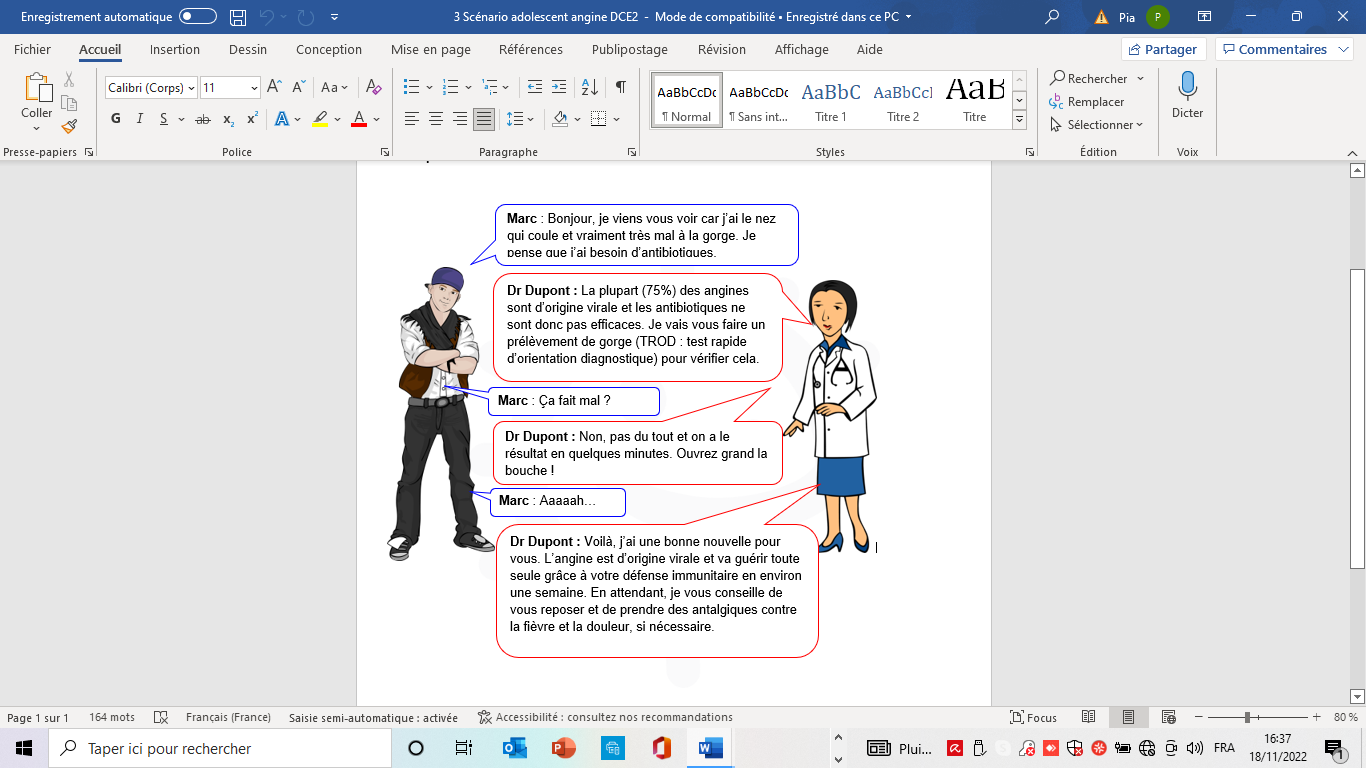 Enregistrement automatique
3 Scénario adolescent angine DCE2 - Mode de compatibilité • Enregistré dans ce PC
Pia
P
Fichier
Accueil
Insertion
Dessin
Conception
Mise en page
Références
Publipostage
Révision
Affichage
Aide
Partager
Commentaires
Coller
Presse-papiers
Calibri (Corps)
11
G I S ab x₂ x²
Police
Paragraphe
AaBbCcDc
¶ Normal
AaBbCcDc
¶ Sans int...
AaBbC
Titre 1
AaBbCcI
Titre 2
AaB
Titre
Styles
Rechercher
Remplacer
Sélectionner
Édition
Dicter
Voix
Marc : Bonjour, je viens vous voir car j'ai le nez
qui coule et vraiment très mal à la gorge. Je
pense que j'ai besoin d'antibiotiques.
Dr Dupont : La plupart (75%) des angines
sont d'origine virale et les antibiotiques ne
sont donc pas efficaces. Je vais vous faire un
prélèvement de gorge (TROD : test rapide
d'orientation diagnostique) pour vérifier cela.
Marc : Ça fait mal ?
Dr Dupont : Non, pas du tout et on a le
résultat en quelques minutes. Ouvrez grand la
bouche !
Marc : Aaaaah…
Dr Dupont : Voilà, j'ai une bonne nouvelle pour
vous. L'angine est d'origine virale et va guérir toute
seule grâce à votre défense immunitaire en environ
une semaine. En attendant, je vous conseille de
vous reposer et de prendre des antalgiques contre
la fièvre et la douleur, si nécessaire.
Page 1 sur 1
164 mots
Français (France)
Saisie semi-automatique : activée
Accessibilité : consultez nos recommandations
Focus
80 %
Taper ici pour rechercher
Plui...
FRA
16:37
18/11/2022
1